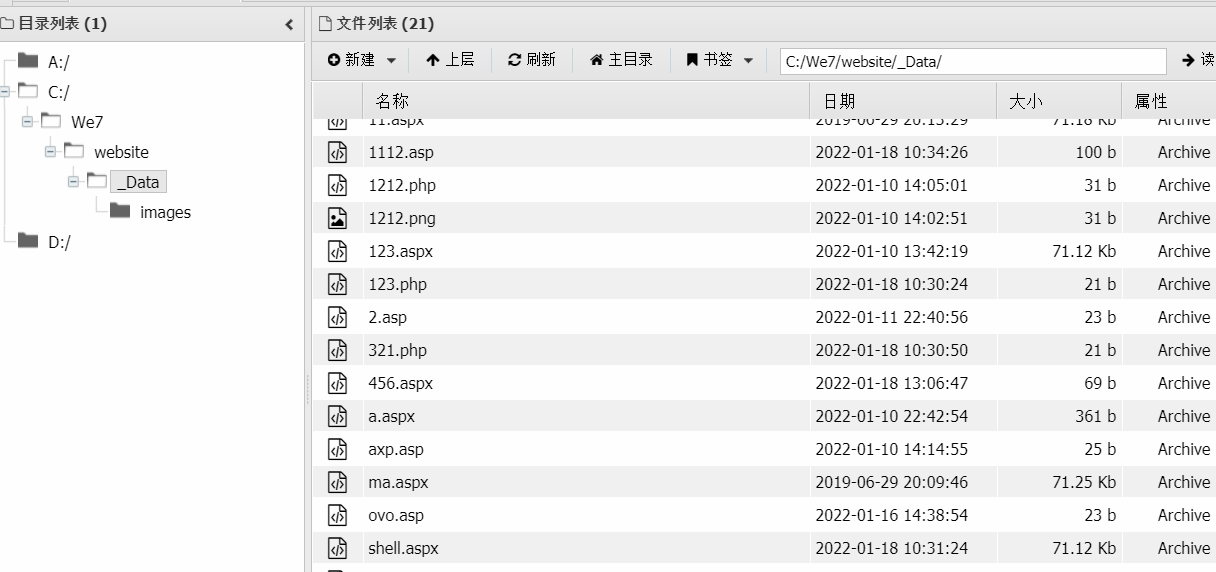 目录列表 (1)
文件列表 (21)
新建 上层 刷新 主目录 书签 C:/We7/website/_Data/ 读
A:/
C:/
We7
website
_Data
images
D:/
名称 日期 大小 属性
11.aspx 2019-06-29 20:15:29 71.18 Kb Archive
1112.asp 2022-01-18 10:34:26 100 b Archive
1212.php 2022-01-10 14:05:01 31 b Archive
1212.png 2022-01-10 14:02:51 31 b Archive
123.aspx 2022-01-10 13:42:19 71.12 Kb Archive
123.php 2022-01-18 10:30:24 21 b Archive
2.asp 2022-01-11 22:40:56 23 b Archive
321.php 2022-01-18 10:30:50 21 b Archive
456.aspx 2022-01-18 13:06:47 69 b Archive
a.aspx 2022-01-10 22:42:54 361 b Archive
axp.asp 2022-01-10 14:14:55 25 b Archive
ma.aspx 2019-06-29 20:09:46 71.25 Kb Archive
ovo.asp 2022-01-16 14:38:54 23 b Archive
shell.aspx 2022-01-18 10:31:24 71.12 Kb Archive